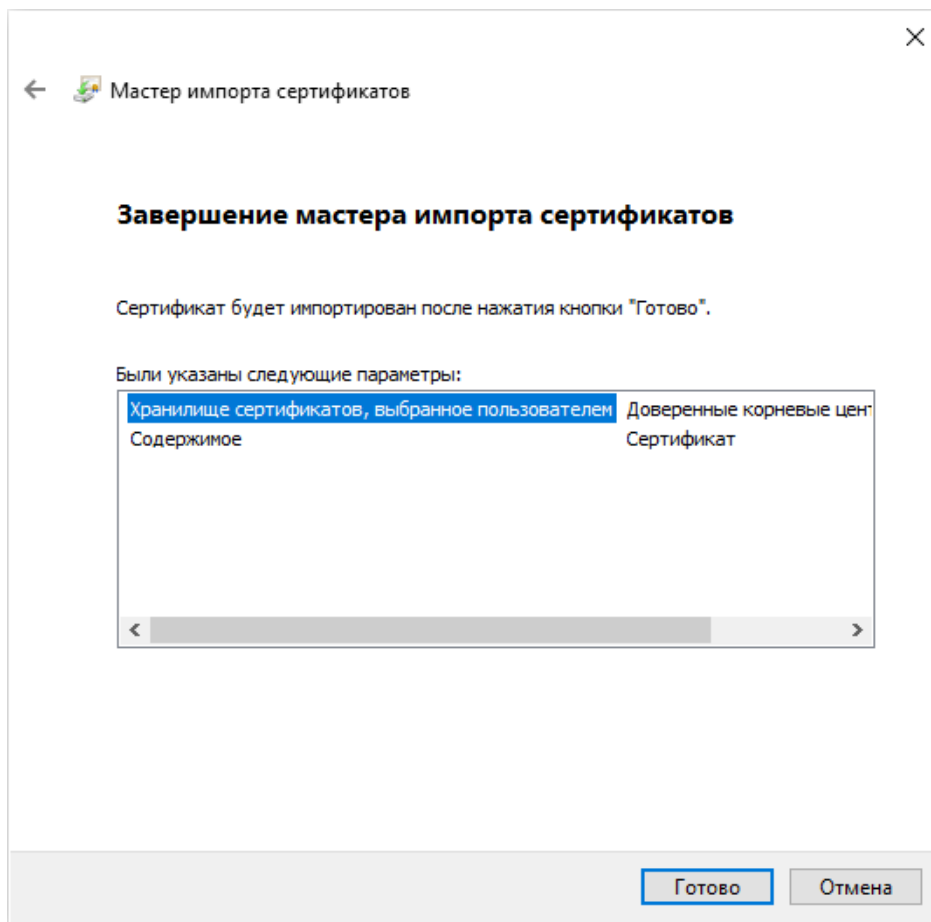 Мастер импорта сертификатов
Завершение мастера импорта сертификатов
Сертификат будет импортирован после нажатия кнопки "Готово".
Были указаны следующие параметры:
Хранилище сертификатов, выбранное пользователем Доверенные корневые цент
Содержимое Сертификат
Готово Отмена